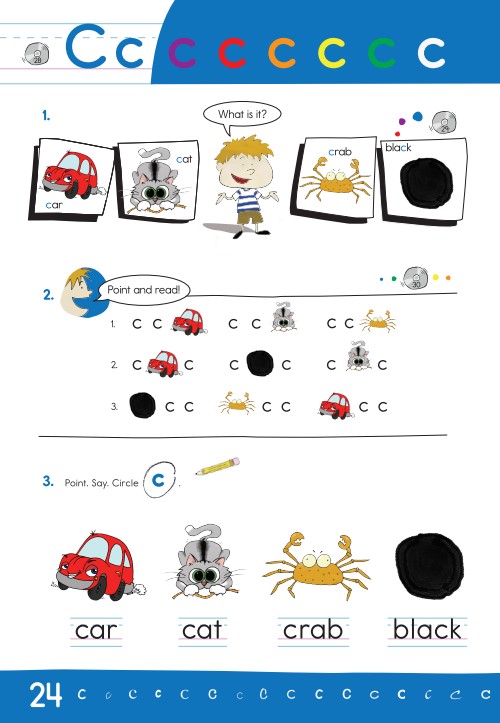 Cc c c c c c c c
28
1.
What is it?
29
car
cat
crab
black
2.
Point and read!
30
1. c c c c c c
2. c c c c c c
3. c c c c c c
3. Point. Say. Circle c.
car cat crab black
24 c c c c c c c c c c c c c c c c c